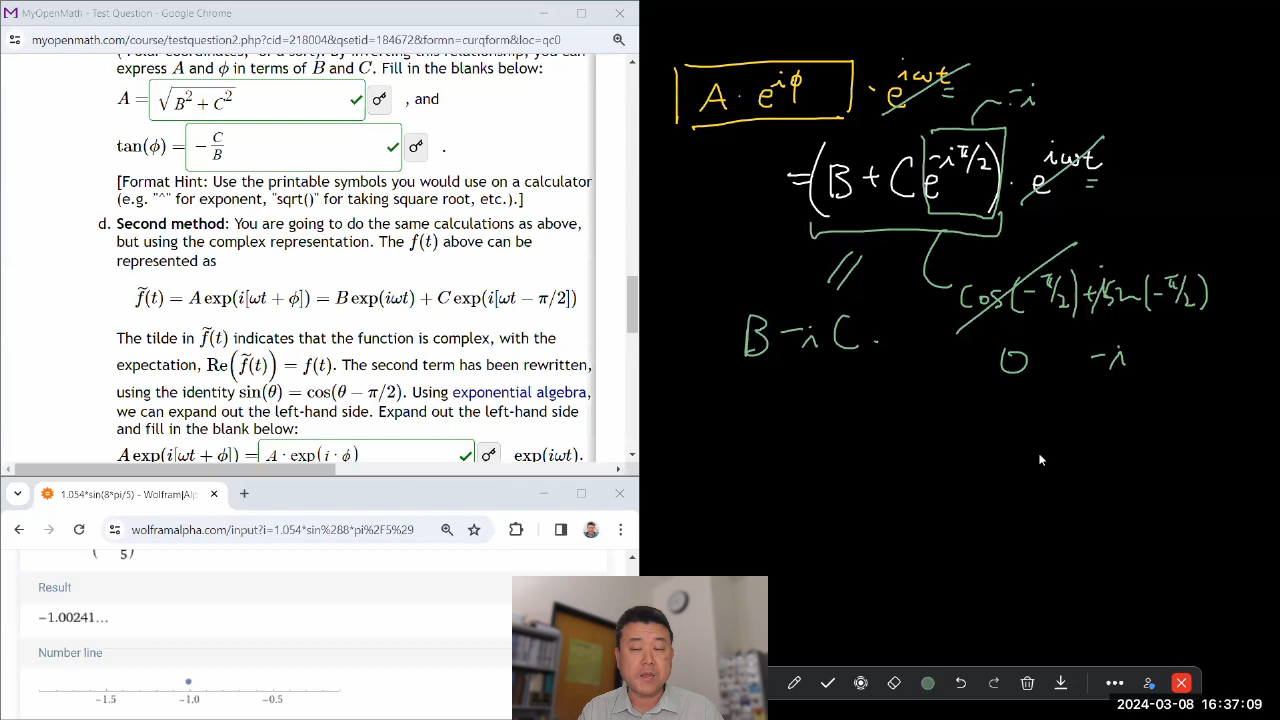 MyOpenMath - Test Question - Google Chrome
myopenmath.com/course/testquestion2.php?cid=218004&qsetid=184672&formn=curqform&loc=qc0
express A and ϕ in terms of B and C. Fill in the blanks below:
A = √(B² + C²) , and
tan(ϕ) = −C/B .
[Format Hint: Use the printable symbols you would use on a calculator
(e.g. "^" for exponent, "sqrt()" for taking square root, etc.).]
d. Second method: You are going to do the same calculations as above,
but using the complex representation. The f(t) above can be
represented as
f̃(t) = A exp(i[ωt + ϕ]) = B exp(iωt) + C exp(i[ωt − π/2])
The tilde in f̃(t) indicates that the function is complex, with the
expectation, Re(f̃(t)) = f(t). The second term has been rewritten,
using the identity sin(θ) = cos(θ − π/2). Using exponential algebra,
we can expand out the left-hand side. Expand out the left-hand side
and fill in the blank below:
A exp(i[ωt + ϕ]) = A · exp(i · ϕ) exp(iωt).
1.054*sin(8*pi/5) - Wolfram|Alp
wolframalpha.com/input?i=1.054*sin%288*pi%2F5%29
5)
Result
−1.00241...
Number line
−1.5 −1.0 −0.5
A · e^{iϕ} · e^{iωt}
−i
= (B + C e^{−iπ/2}) · e^{iωt}
cos(−π/2) + i sin(−π/2)
B − i C.
0 −i
2024-03-08 16:37:09